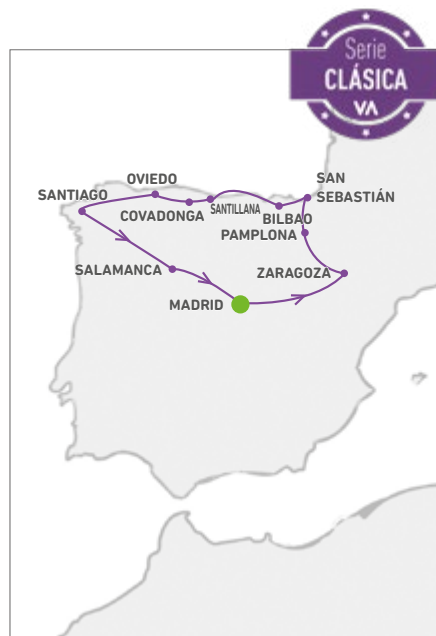 Serie
CLÁSICA
VA
OVIEDO
SAN
SEBASTIÁN
SANTIAGO
COVADONGA
SANTILLANA
BILBAO
PAMPLONA
SALAMANCA
ZARAGOZA
MADRID